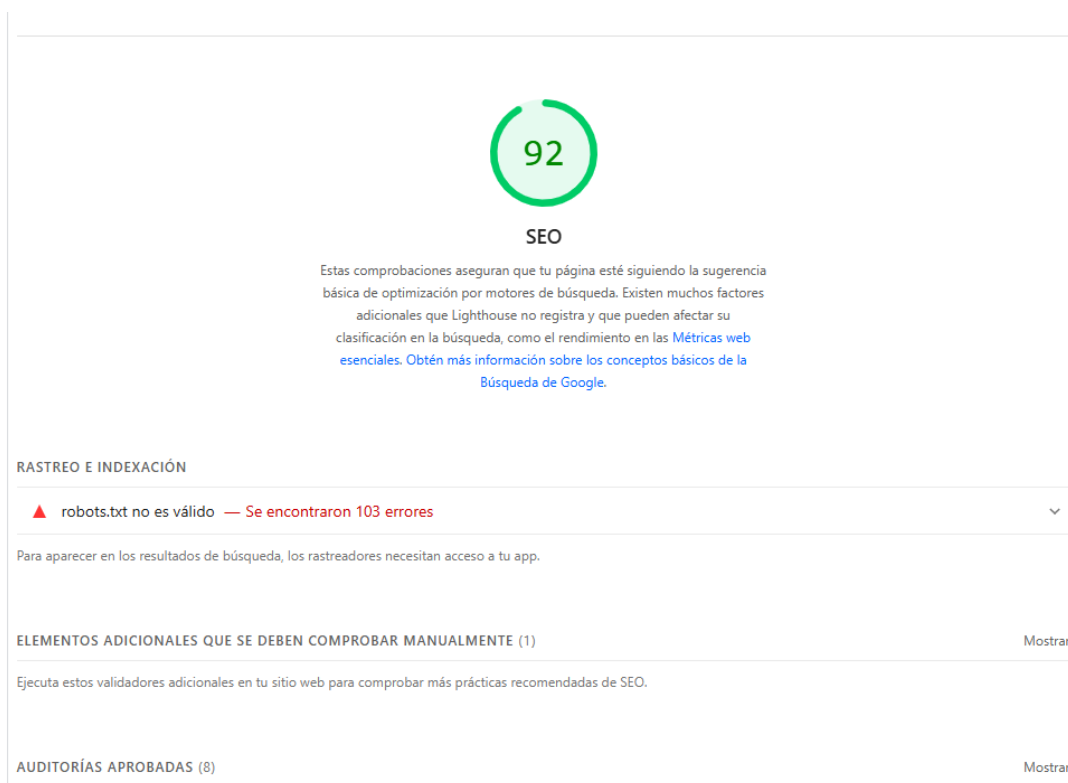 92
SEO
Estas comprobaciones aseguran que tu página esté siguiendo la sugerencia
básica de optimización por motores de búsqueda. Existen muchos factores
adicionales que Lighthouse no registra y que pueden afectar su
clasificación en la búsqueda, como el rendimiento en las Métricas web
esenciales. Obtén más información sobre los conceptos básicos de la
Búsqueda de Google.
RASTREO E INDEXACIÓN
robots.txt no es válido — Se encontraron 103 errores
Para aparecer en los resultados de búsqueda, los rastreadores necesitan acceso a tu app.
ELEMENTOS ADICIONALES QUE SE DEBEN COMPROBAR MANUALMENTE (1) Mostrar
Ejecuta estos validadores adicionales en tu sitio web para comprobar más prácticas recomendadas de SEO.
AUDITORÍAS APROBADAS (8) Mostrar